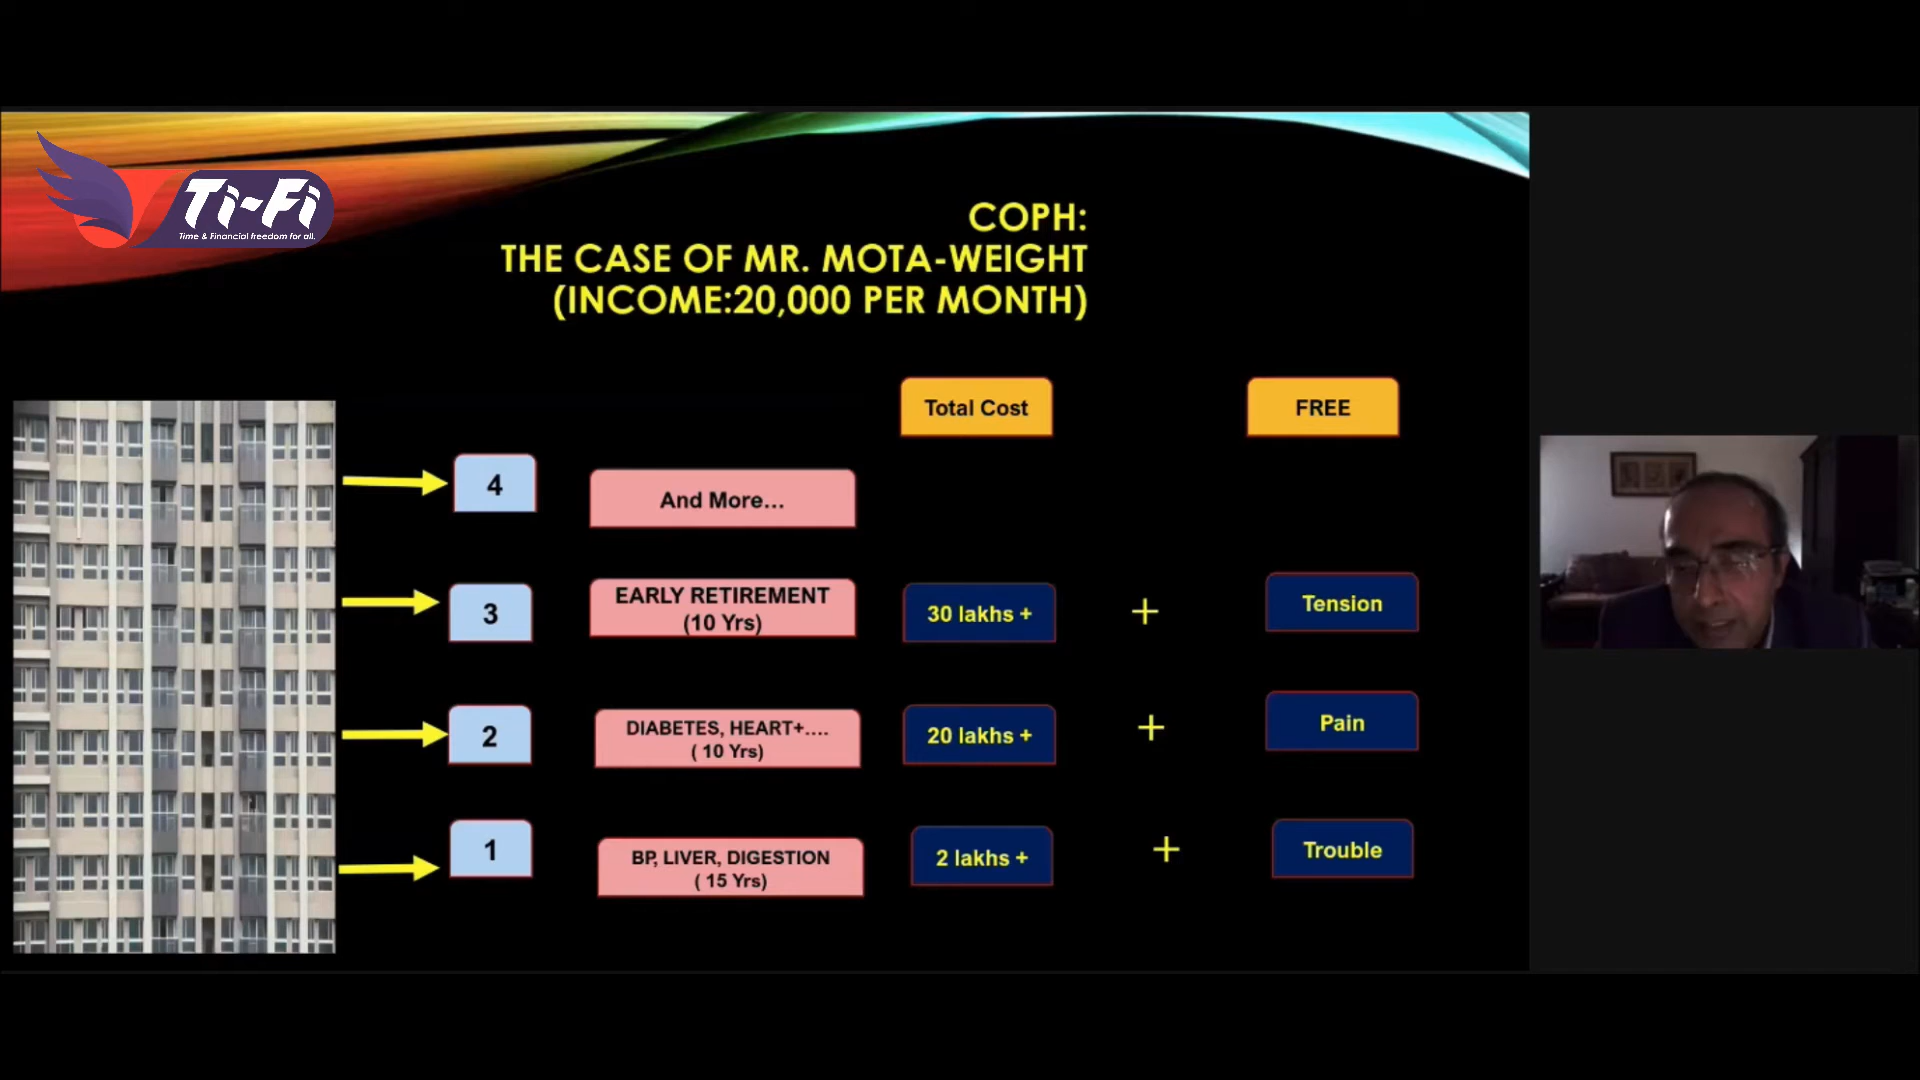 Ti-Fi
Time & Financial freedom for all.
COPH:
THE CASE OF MR. MOTA-WEIGHT
(INCOME:20,000 PER MONTH)
Total Cost
FREE
4
And More...
3
EARLY RETIREMENT
(10 Yrs)
30 lakhs +
+
Tension
2
DIABETES, HEART+....
( 10 Yrs)
20 lakhs +
+
Pain
1
BP, LIVER, DIGESTION
( 15 Yrs)
2 lakhs +
+
Trouble